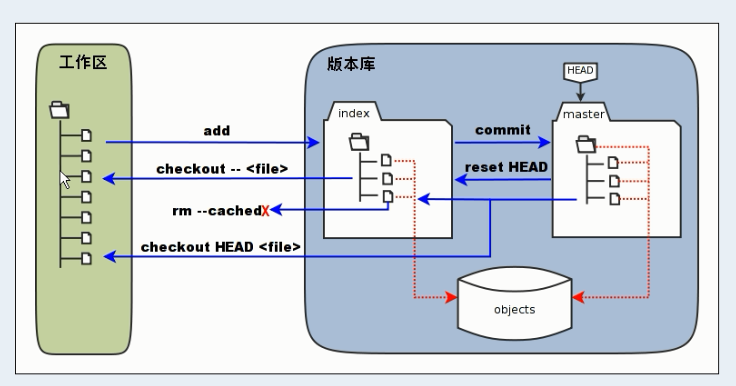 工作区
版本库
HEAD
index
master
add
commit
checkout -- <file>
reset HEAD
rm --cachedX
checkout HEAD <file>
objects